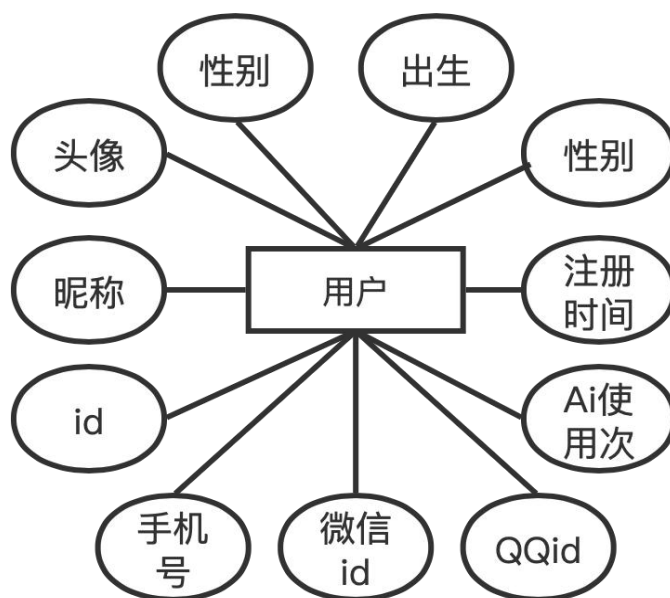 性别
出生
头像
性别
昵称
用户
注册
时间
id
Ai使
用次
手机
号
微信
id
QQid